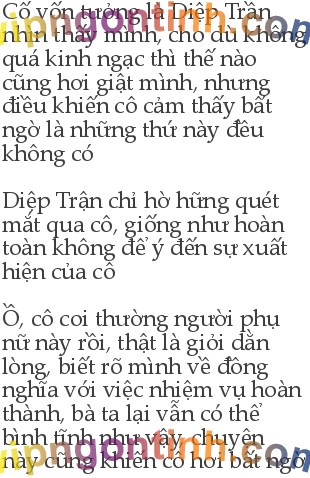 Cố vốn tưởng là Diệp Trần
nhìn thấy mình, cho dù không
quá kinh ngạc thì thế nào
cũng hơi giật mình, nhưng
điều khiến cô cảm thấy bất
ngờ là những thứ này đều
không có
Diệp Trận chỉ hờ hững quét
mắt qua cô, giống như hoàn
toàn không để ý đến sự xuất
hiện của cô
Ồ, cô coi thường người phụ
nữ này rồi, thật là giỏi dằn
lòng, biết rõ mình về đồng
nghĩa với việc nhiệm vụ hoàn
thành, bà ta lại vẫn có thể
bình tĩnh như vậy, chuyện
này cũng khiến cô hơi bất ngờ